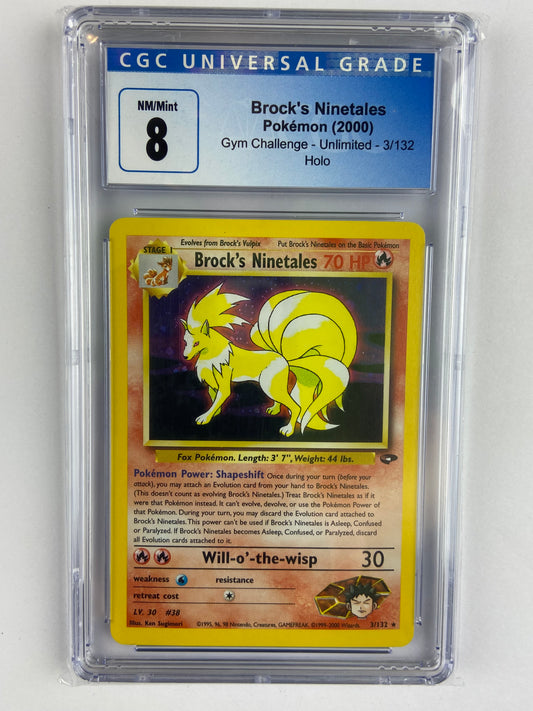 CGC UNIVERSAL GRADE
NM/Mint
8
Brock's Ninetales
Pokémon (2000)
Gym Challenge - Unlimited - 3/132
Holo
STAGE 1
Evolves from Brock's Vulpix
Put Brock's Ninetales on the Basic Pokémon
Brock's Ninetales 70 HP
Fox Pokémon. Length: 3' 7", Weight: 44 lbs.
Pokémon Power: Shapeshift Once during your turn (before your
attack), you may attach an Evolution card from your hand to Brock's Ninetales.
(This doesn't count as evolving Brock's Ninetales.) Treat Brock's Ninetales as if it
were that Pokémon instead. It can't evolve, devolve, or use the Pokémon Power of
that Pokémon. During your turn, you may discard the Evolution card attached to
Brock's Ninetales. This power can't be used if Brock's Ninetales is Asleep, Confused
or Paralyzed. If Brock's Ninetales becomes Asleep, Confused or Paralyzed, discard
all Evolution cards attached to it.
Will-o'-the-wisp 30
weakness
resistance
retreat cost
LV. 30 #38
Illus. Ken Sugimori
©1995, 96, 98 Nintendo, Creatures, GAMEFREAK. ©1999-2000 Wizards.
3/132 ★